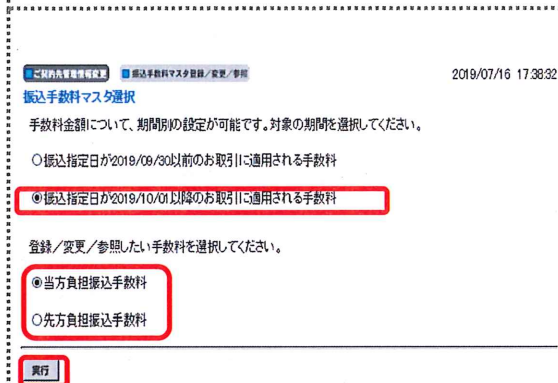 ご契約先管理情報変更 振込手数料マスタ登録／変更／参照 2019/07/16 17:38:32
振込手数料マスタ選択
手数料金額について、期間別の設定が可能です。対象の期間を選択してください。
○振込指定日が2019/09/30以前のお取引に適用される手数料
◉振込指定日が2019/10/01以降のお取引に適用される手数料
登録／変更／参照したい手数料を選択してください。
◉当方負担振込手数料
○先方負担振込手数料
実行